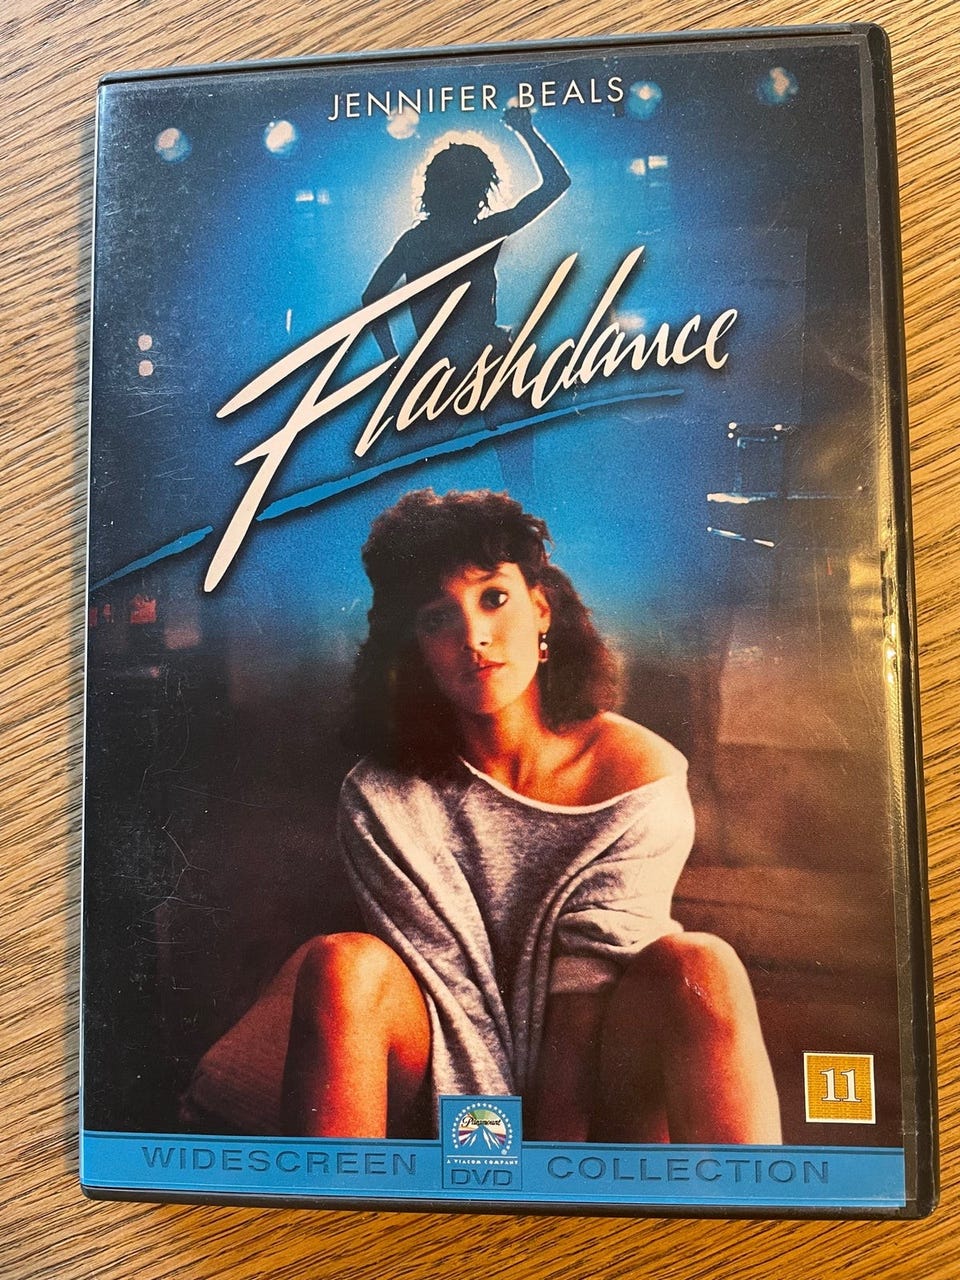 JENNIFER BEALS
Flashdance
11
Paramount
A VIACOM COMPANY
WIDESCREEN DVD COLLECTION